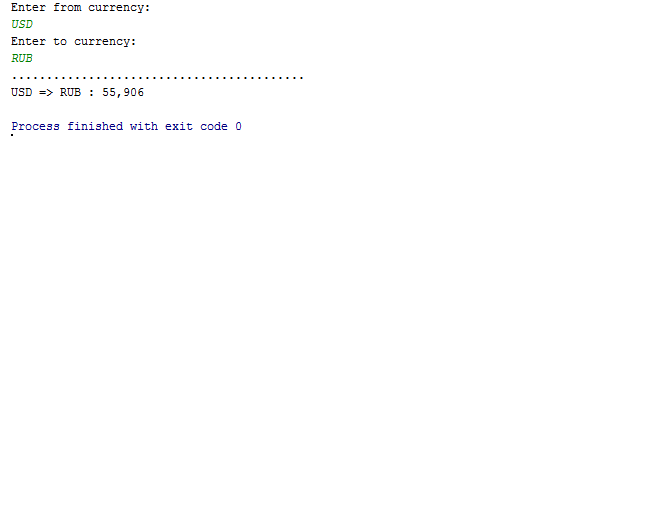 Enter from currency:
USD
Enter to currency:
RUB
..........................................
USD => RUB : 55,906
Process finished with exit code 0